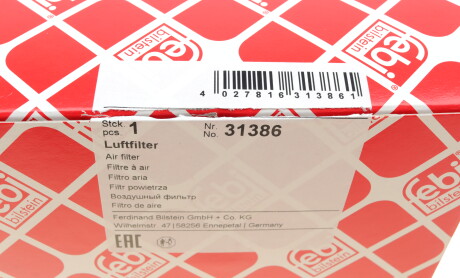 febi
bilstein
febi
bilstein
4 027816 313861
Stck. 1 Nr. 31386
pcs. No.
Luftfilter
Air filter
Filtre à air
Filtro aria
Filtr powietrza
Воздушный фильтр
Filtro de aire
Ferdinand Bilstein GmbH + Co. KG
Wilhelmstr. 47 | 58256 Ennepetal | Germany
EAC
febi
bilstein
febi
bilstein